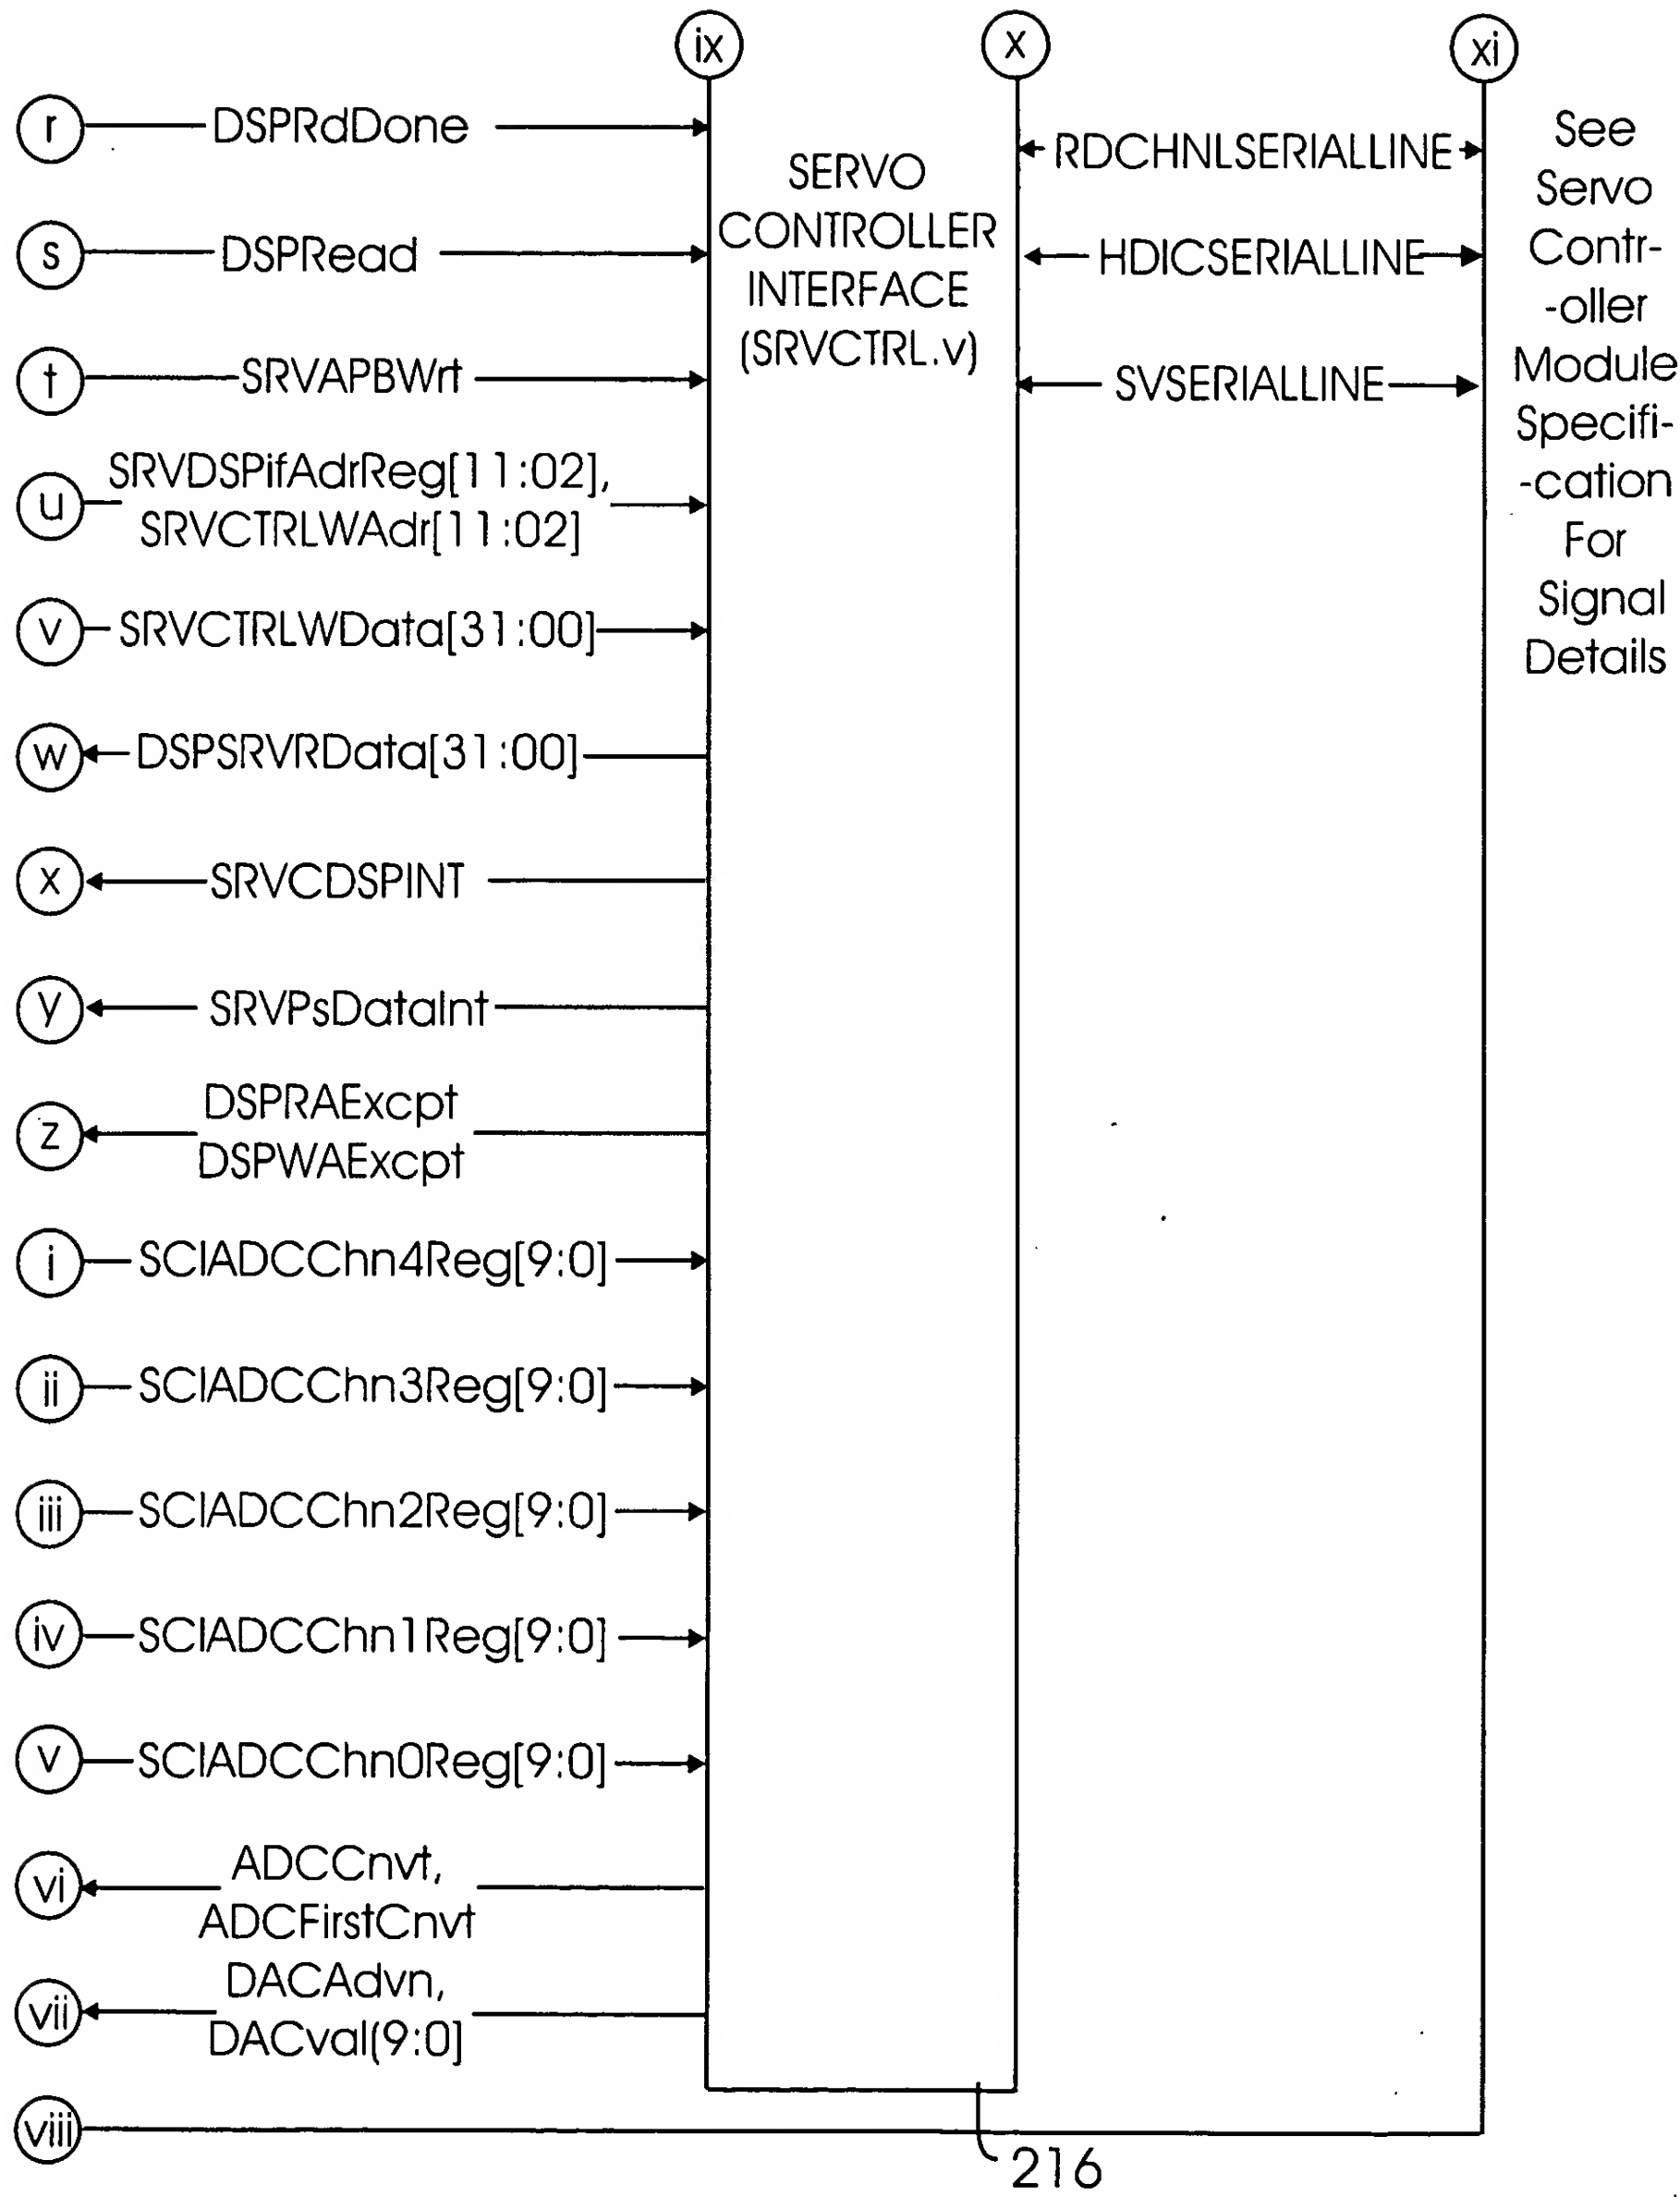 ix
x
xi
r
DSPRdDone
s
DSPRead
t
SRVAPBWrt
u
SRVDSPifAdrReg[11:02],
SRVCTRLWAdr[11:02]
v
SRVCTRLWData[31:00]
w
DSPSRVRData[31:00]
x
SRVCDSPINT
y
SRVPsDataInt
z
DSPRAExcpt
DSPWAExcpt
i
SCIADCChn4Reg[9:0]
ii
SCIADCChn3Reg[9:0]
iii
SCIADCChn2Reg[9:0]
iv
SCIADCChn1Reg[9:0]
v
SCIADCChn0Reg[9:0]
vi
ADCCnvt,
ADCFirstCnvt
vii
DACAdvn,
DACval(9:0]
viii
SERVO
CONTROLLER
INTERFACE
(SRVCTRL.v)
RDCHNLSERIALLINE
HDICSERIALLINE
SVSERIALLINE
See
Servo
Contr-
-oller
Module
Specifi-
-cation
For
Signal
Details
216